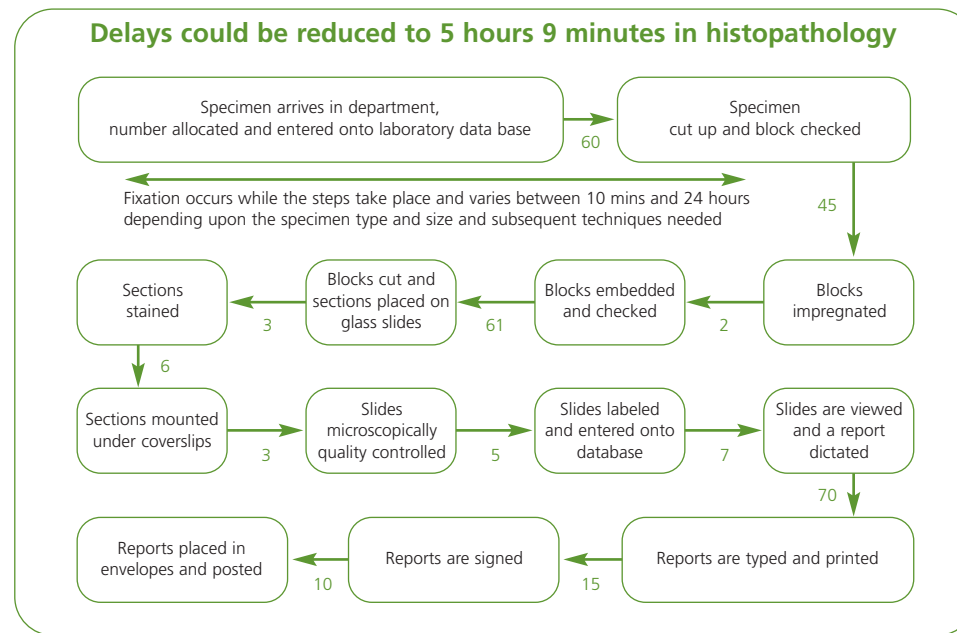 Delays could be reduced to 5 hours 9 minutes in histopathology
Specimen arrives in department,
number allocated and entered onto laboratory data base
60
Specimen
cut up and block checked
Fixation occurs while the steps take place and varies between 10 mins and 24 hours
depending upon the specimen type and size and subsequent techniques needed
45
Blocks
impregnated
2
Blocks embedded
and checked
61
Blocks cut and
sections placed on
glass slides
3
Sections
stained
6
Sections mounted
under coverslips
3
Slides
microscopically
quality controlled
5
Slides labeled
and entered onto
database
7
Slides are viewed
and a report
dictated
70
Reports are typed and printed
15
Reports are signed
10
Reports placed in
envelopes and posted